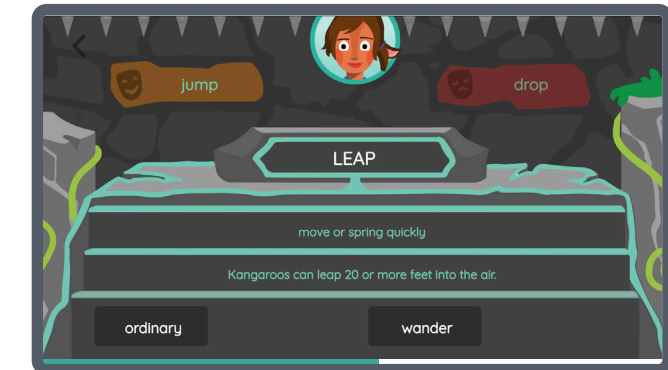 jump
drop
LEAP
move or spring quickly
Kangaroos can leap 20 or more feet into the air.
ordinary
wander